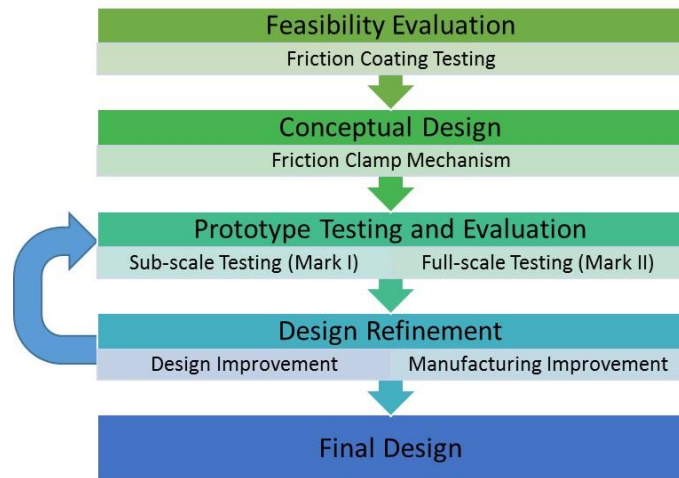 Feasibility Evaluation
Friction Coating Testing
Conceptual Design
Friction Clamp Mechanism
Prototype Testing and Evaluation
Sub-scale Testing (Mark I)
Full-scale Testing (Mark II)
Design Refinement
Design Improvement
Manufacturing Improvement
Final Design